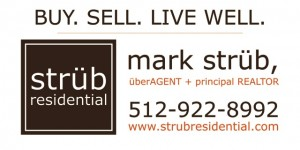 BUY. SELL. LIVE WELL.
strüb
residential
mark strüb,
überAGENT + principal REALTOR
512-922-8992
www.strubresidential.com